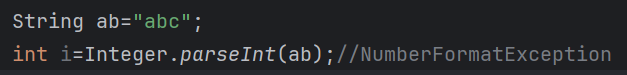 String ab="abc";
int i=Integer.parseInt(ab);//NumberFormatException